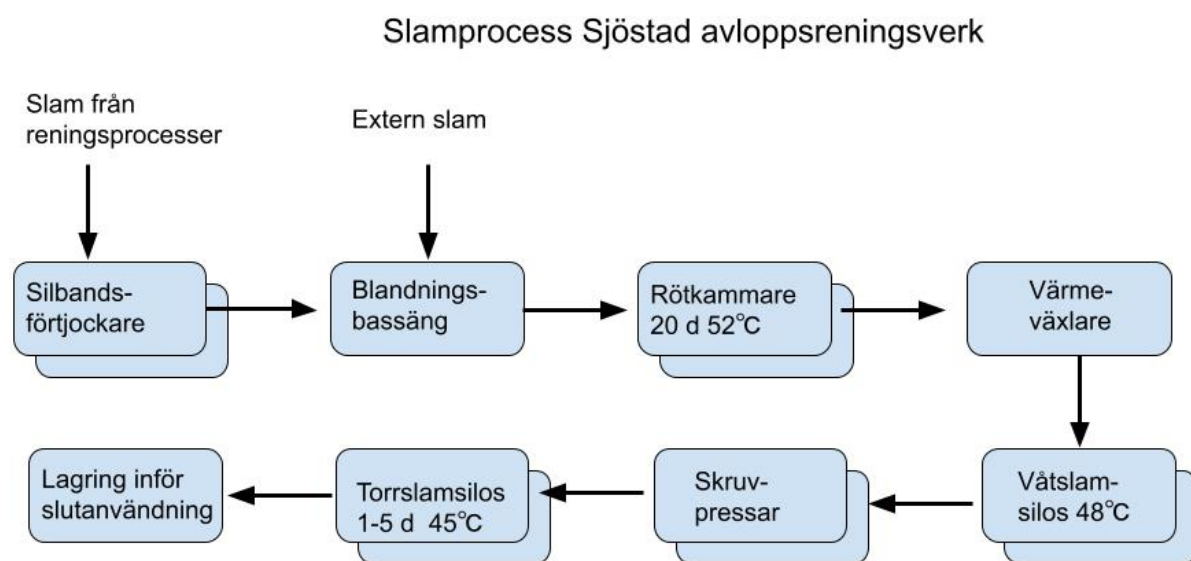 Slamprocess Sjöstad avloppsreningsverk
Slam från
reningsprocesser
Extern slam
Silbands-
förtjockare
Blandnings-
bassäng
Rötkammare
20 d 52℃
Värme-
växlare
Lagring inför
slutanvändning
Torrslamsilos
1-5 d 45℃
Skruv-
pressar
Våtslam-
silos 48℃